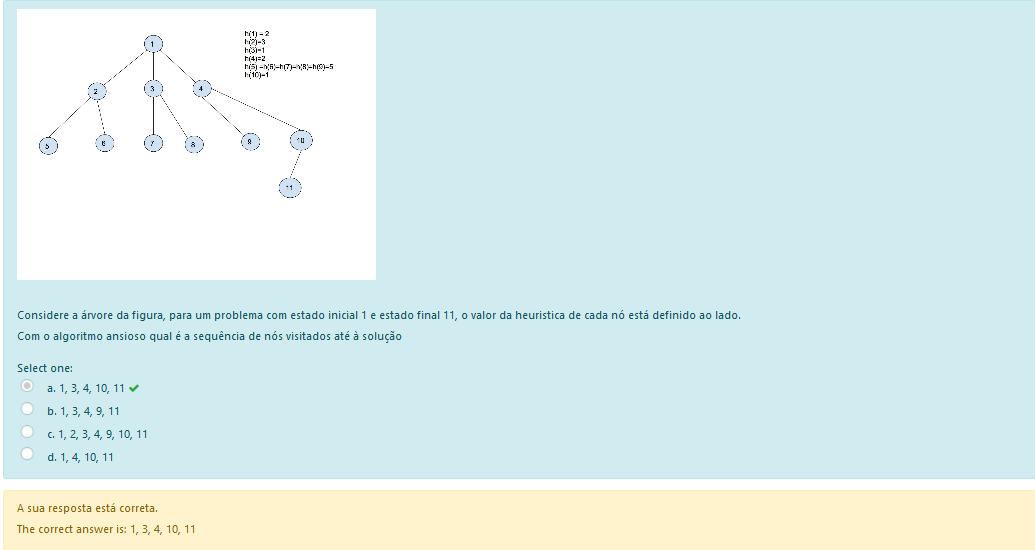 h(1) = 2
h(2)=3
h(3)=1
h(4)=2
h(5) =h(6)=h(7)=h(8)=h(9)=5
h(10)=1
1
2
3
4
5
6
7
8
9
10
11
Considere a árvore da figura, para um problema com estado inicial 1 e estado final 11, o valor da heuristica de cada nó está definido ao lado.
Com o algoritmo ansioso qual é a sequência de nós visitados até à solução
Select one:
a. 1, 3, 4, 10, 11
b. 1, 3, 4, 9, 11
c. 1, 2, 3, 4, 9, 10, 11
d. 1, 4, 10, 11
A sua resposta está correta.
The correct answer is: 1, 3, 4, 10, 11